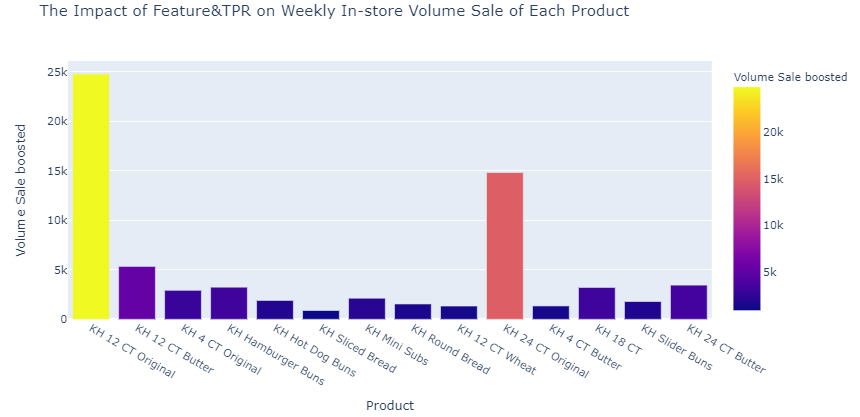 The Impact of Feature&TPR on Weekly In-store Volume Sale of Each Product
Volume Sale boosted
25k
20k
15k
10k
5k
0
KH 12 CT Original
KH 12 CT Butter
KH 4 CT Original
KH Hamburger Buns
KH Hot Dog Buns
KH Sliced Bread
KH Mini Subs
KH Round Bread
KH 12 CT Wheat
KH 24 CT Original
KH 4 CT Butter
KH 18 CT
KH Slider Buns
KH 24 CT Butter
Product
Volume Sale boosted
20k
15k
10k
5k